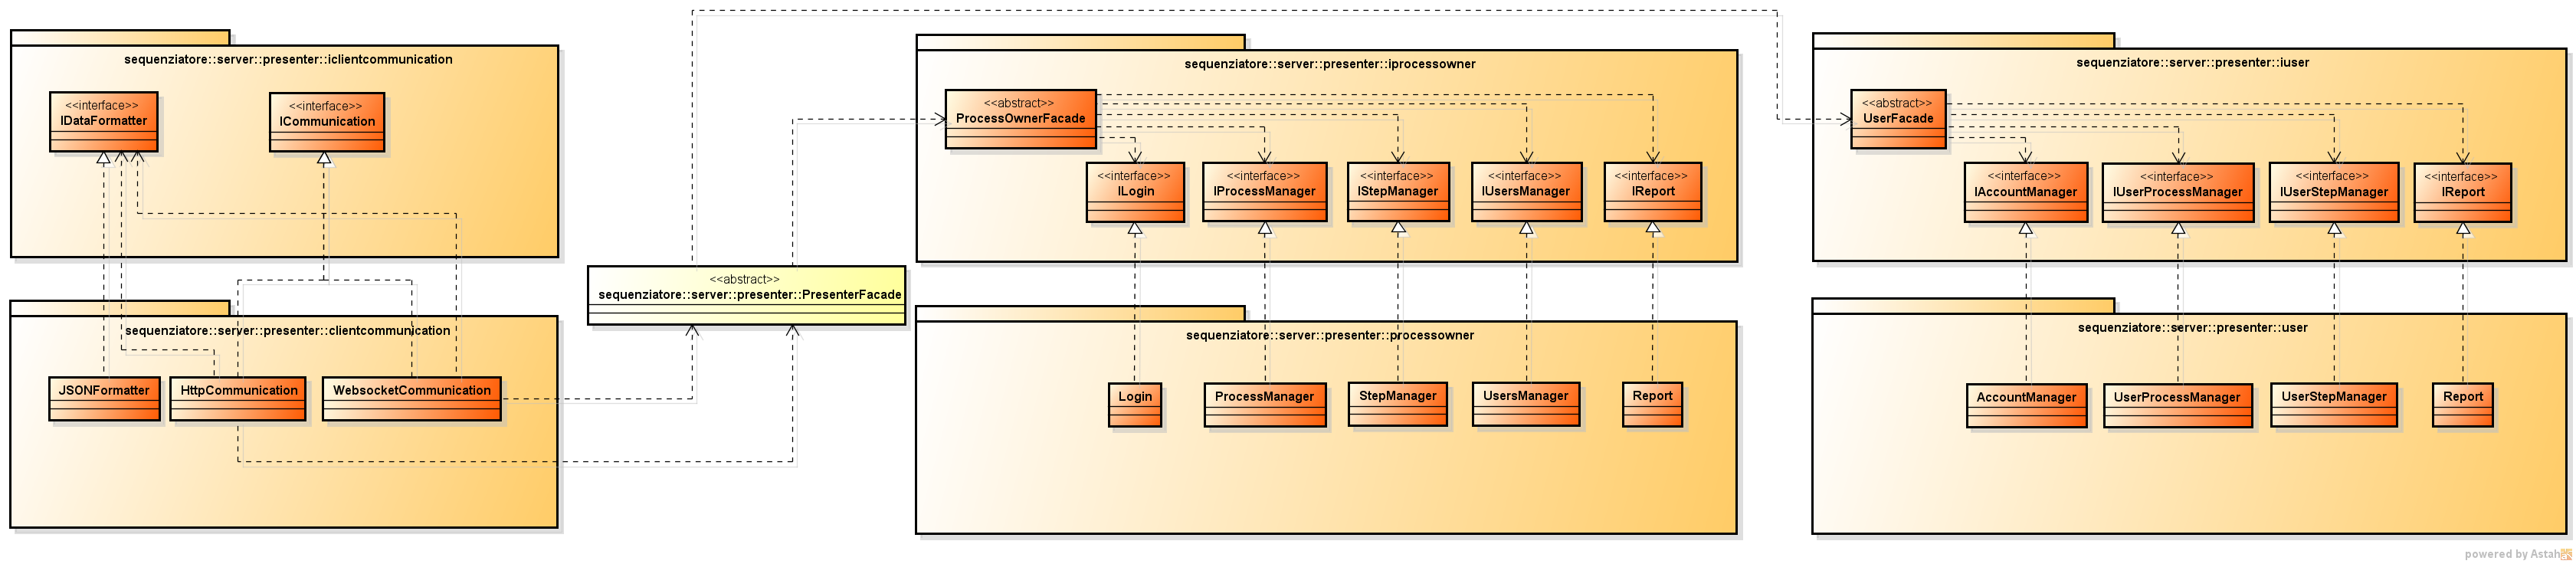 sequenziatore::server::presenter::iclientcommunication
<<interface>>
IDataFormatter
<<interface>>
ICommunication
sequenziatore::server::presenter::clientcommunication
JSONFormatter
HttpCommunication
WebsocketCommunication
<<abstract>>
sequenziatore::server::presenter::PresenterFacade
sequenziatore::server::presenter::iprocessowner
<<abstract>>
ProcessOwnerFacade
<<interface>>
ILogin
<<interface>>
IProcessManager
<<interface>>
IStepManager
<<interface>>
IUsersManager
<<interface>>
IReport
sequenziatore::server::presenter::processowner
Login
ProcessManager
StepManager
UsersManager
Report
sequenziatore::server::presenter::iuser
<<abstract>>
UserFacade
<<interface>>
IAccountManager
<<interface>>
IUserProcessManager
<<interface>>
IUserStepManager
<<interface>>
IReport
sequenziatore::server::presenter::user
AccountManager
UserProcessManager
UserStepManager
Report
powered by Astah